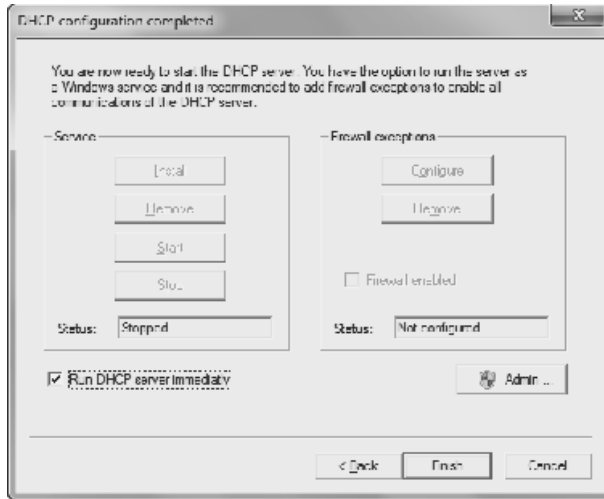 DHCP configuration completed
You are now ready to start the DHCP server. You have the option to run the server as
a Windows service and it is recommended to add firewall exceptions to enable all
communications of the DHCP server.
Service
Install
Remove
Start
Stop
Status: Stopped
Firewall exceptions
Configure
Remove
Firewall enabled
Status: Not configured
Run DHCP server immediatly
Admin ...
< Back
Finish
Cancel